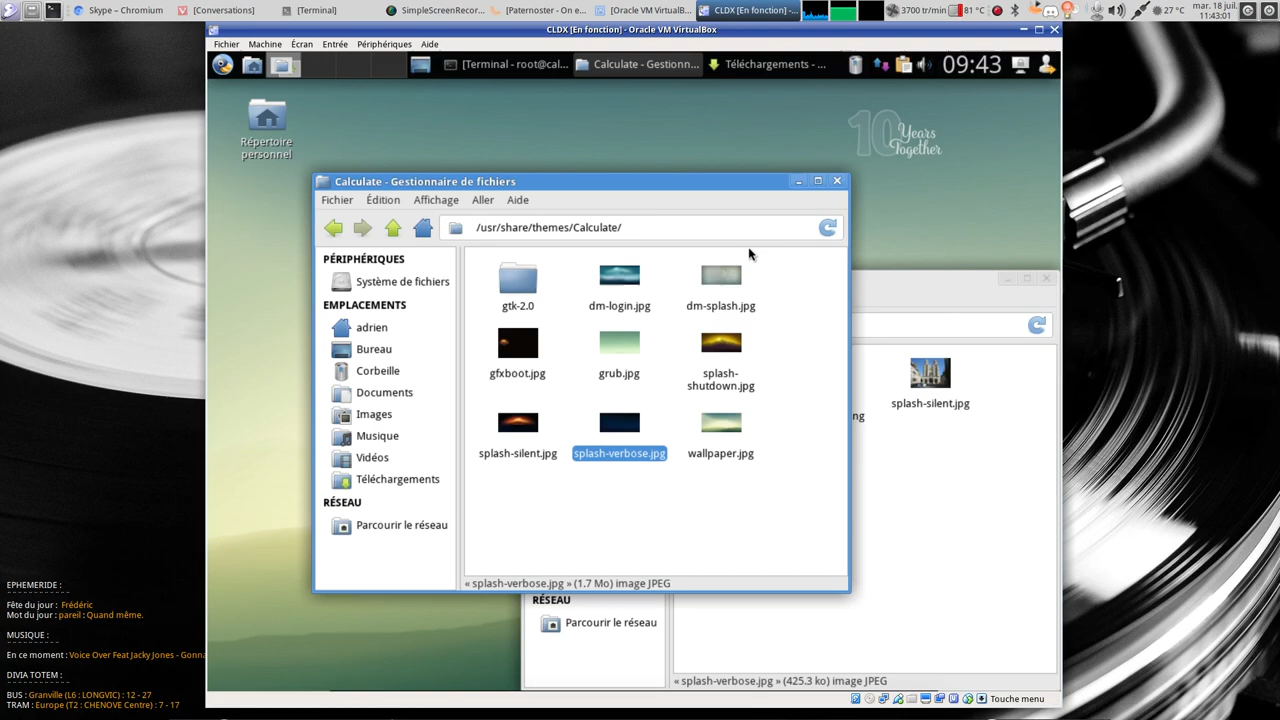 Skype – Chromium
[Conversations]
[Terminal]
SimpleScreenRecor...
[Paternoster - On e...
[Oracle VM VirtualB...
CLDX [En fonction] -...
3700 tr/min
81 °C
27 °C
mar. 18 juil.
11:43:01
CLDX [En fonction] - Oracle VM VirtualBox
Fichier Machine Écran Entrée Périphériques Aide
[Terminal - root@cal...
Calculate - Gestionn...
Téléchargements - ...
09:43
Répertoire
personnel
10 Years
Together
Calculate - Gestionnaire de fichiers
Fichier Édition Affichage Aller Aide
/usr/share/themes/Calculate/
PÉRIPHÉRIQUES
Système de fichiers
EMPLACEMENTS
adrien
Bureau
Corbeille
Documents
Images
Musique
Vidéos
Téléchargements
RÉSEAU
Parcourir le réseau
gtk-2.0
dm-login.jpg
dm-splash.jpg
gfxboot.jpg
grub.jpg
splash-
shutdown.jpg
splash-silent.jpg
splash-verbose.jpg
wallpaper.jpg
« splash-verbose.jpg » (1.7 Mo) image JPEG
splash-silent.jpg
ng
RÉSEAU
Parcourir le réseau
« splash-verbose.jpg » (425.3 ko) image JPEG
Touche menu
EPHEMERIDE :
Fête du jour : Frédéric
Mot du jour : pareil : Quand même.
MUSIQUE :
En ce moment : Voice Over Feat Jacky Jones - Gonna
DIVIA TOTEM :
BUS : Granville (L6 : LONGVIC) : 12 - 27
TRAM : Europe (T2 : CHENOVE Centre) : 7 - 17